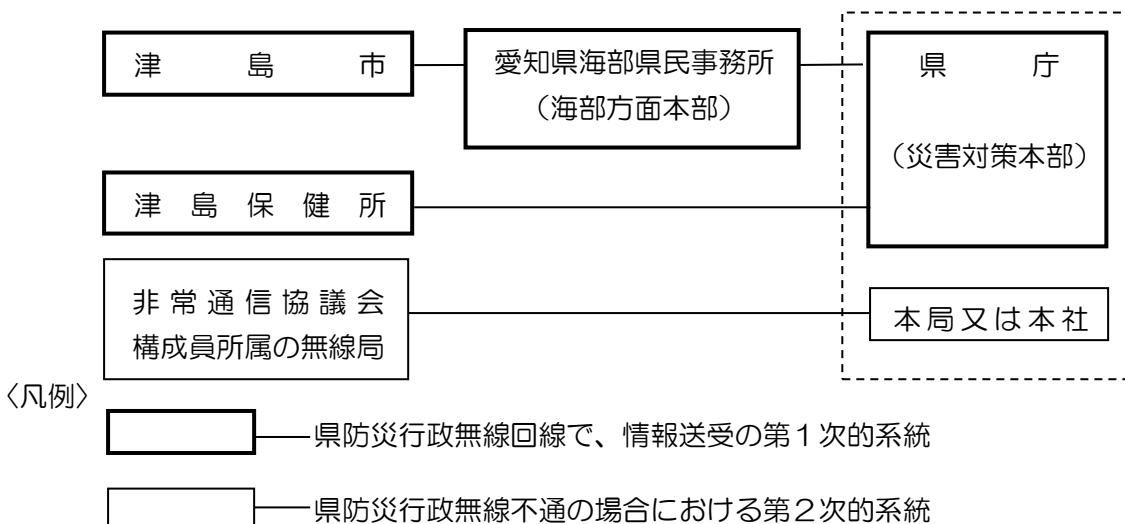 津島市
愛知県海部県民事務所
（海部方面本部）
県庁
（災害対策本部）
津島保健所
非常通信協議会
構成員所属の無線局
本局又は本社
〈凡例〉
県防災行政無線回線で、情報送受の第１次的系統
県防災行政無線不通の場合における第２次的系統